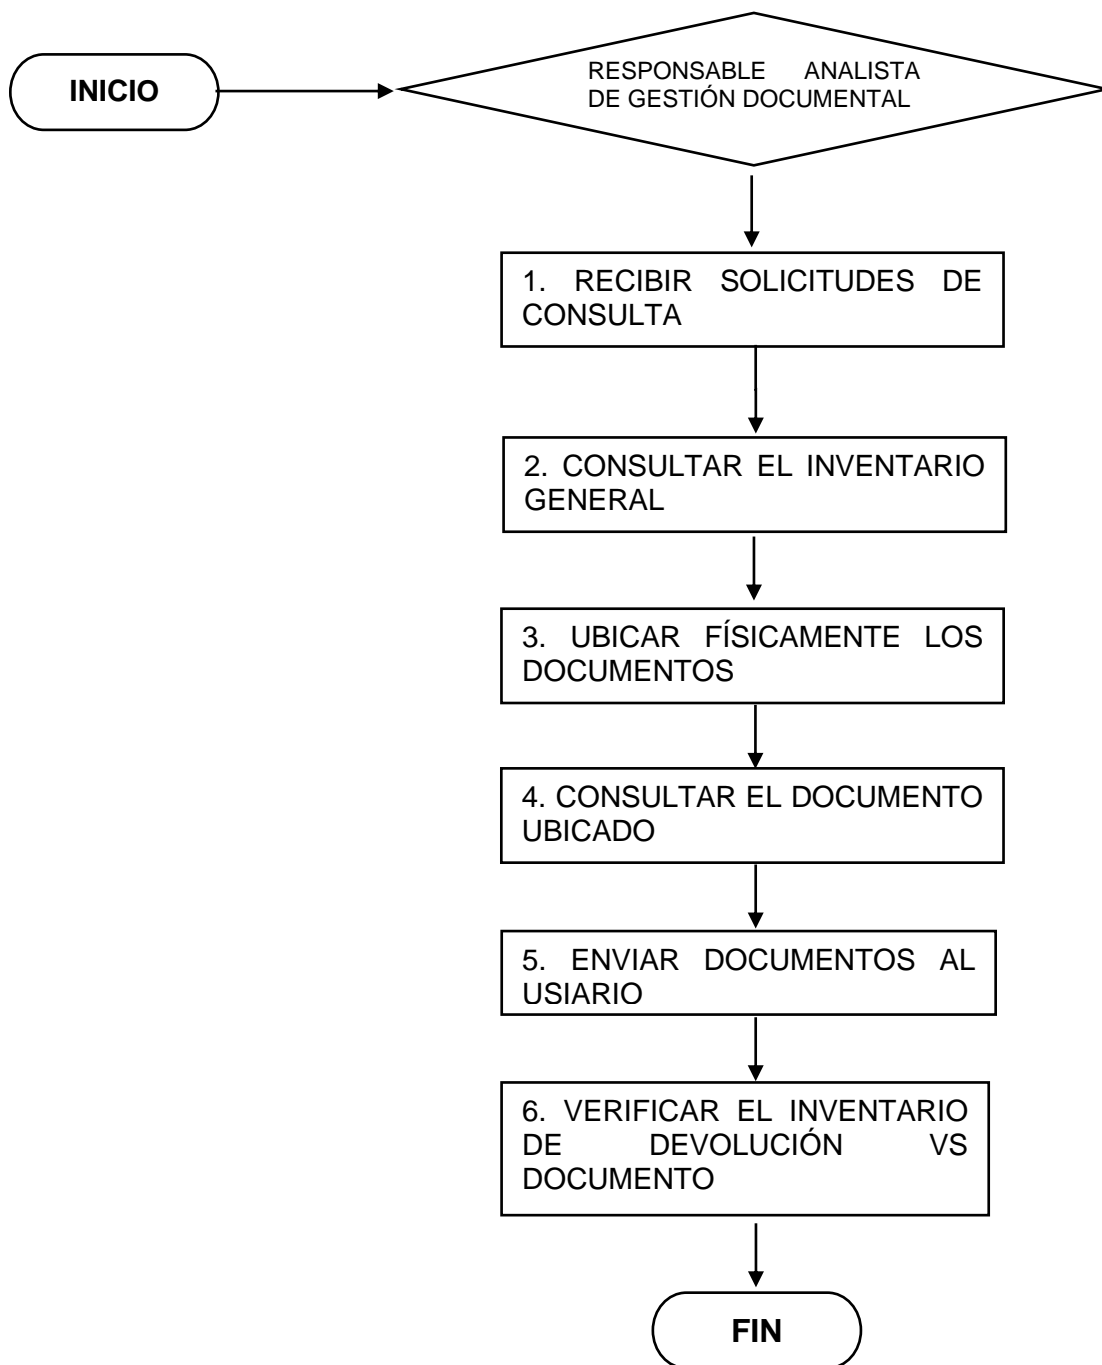 INICIO
RESPONSABLE ANALISTA
DE GESTIÓN DOCUMENTAL
1. RECIBIR SOLICITUDES DE
CONSULTA
2. CONSULTAR EL INVENTARIO
GENERAL
3. UBICAR FÍSICAMENTE LOS
DOCUMENTOS
4. CONSULTAR EL DOCUMENTO
UBICADO
5. ENVIAR DOCUMENTOS AL
USIARIO
6. VERIFICAR EL INVENTARIO
DE DEVOLUCIÓN VS
DOCUMENTO
FIN